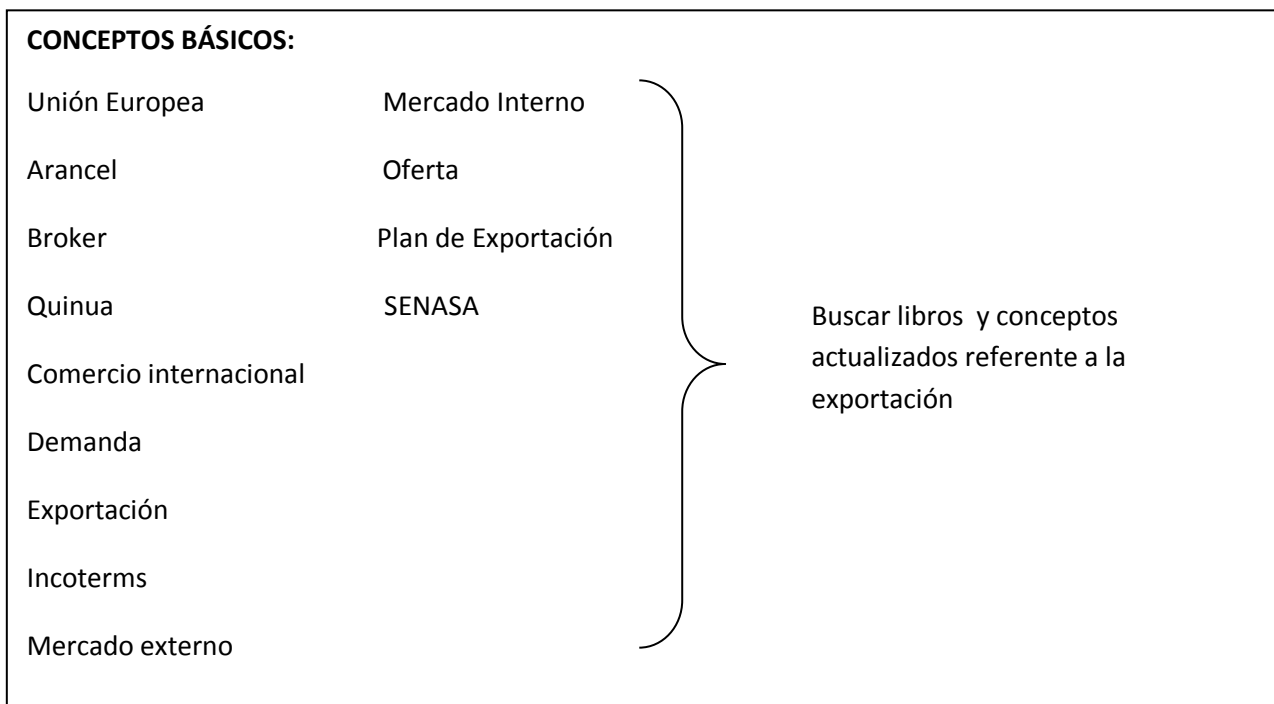 CONCEPTOS BÁSICOS:
Unión Europea
Arancel
Broker
Quinua
Comercio internacional
Demanda
Exportación
Incoterms
Mercado externo
Mercado Interno
Oferta
Plan de Exportación
SENASA
Buscar libros y conceptos
actualizados referente a la
exportación